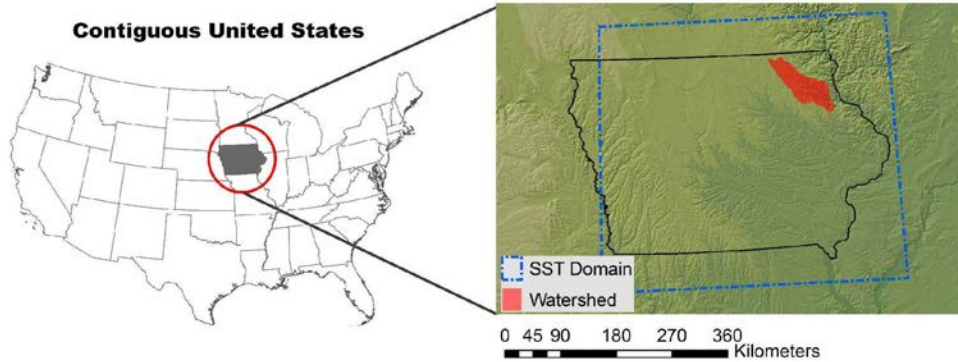 Contiguous United States
SST Domain
Watershed
0 45 90 180 270 360
Kilometers